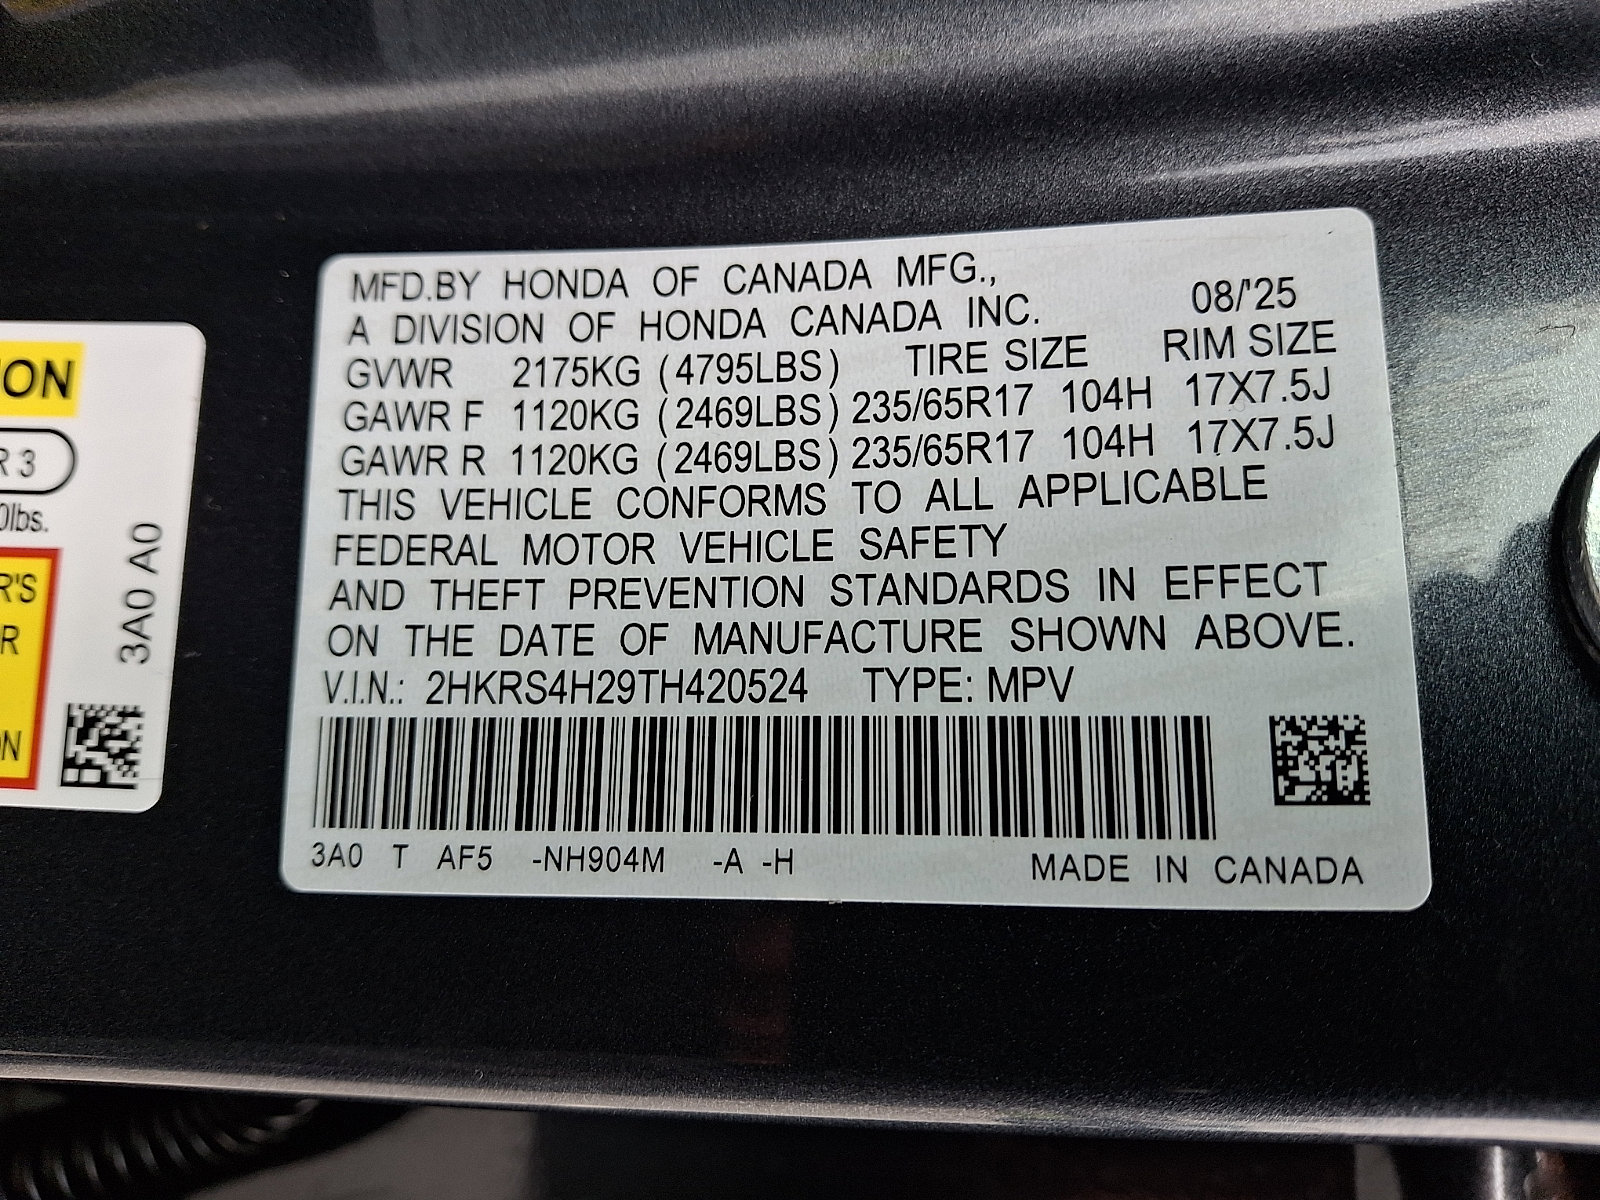 ION
R 3
0lbs.
R'S
R
ON
3A0 A0
MFD.BY HONDA OF CANADA MFG.,
A DIVISION OF HONDA CANADA INC. 08/'25
GVWR 2175KG (4795LBS) TIRE SIZE RIM SIZE
GAWR F 1120KG (2469LBS) 235/65R17 104H 17X7.5J
GAWR R 1120KG (2469LBS) 235/65R17 104H 17X7.5J
THIS VEHICLE CONFORMS TO ALL APPLICABLE
FEDERAL MOTOR VEHICLE SAFETY
AND THEFT PREVENTION STANDARDS IN EFFECT
ON THE DATE OF MANUFACTURE SHOWN ABOVE.
V.I.N.: 2HKRS4H29TH420524 TYPE: MPV
3A0 T AF5 -NH904M -A -H MADE IN CANADA